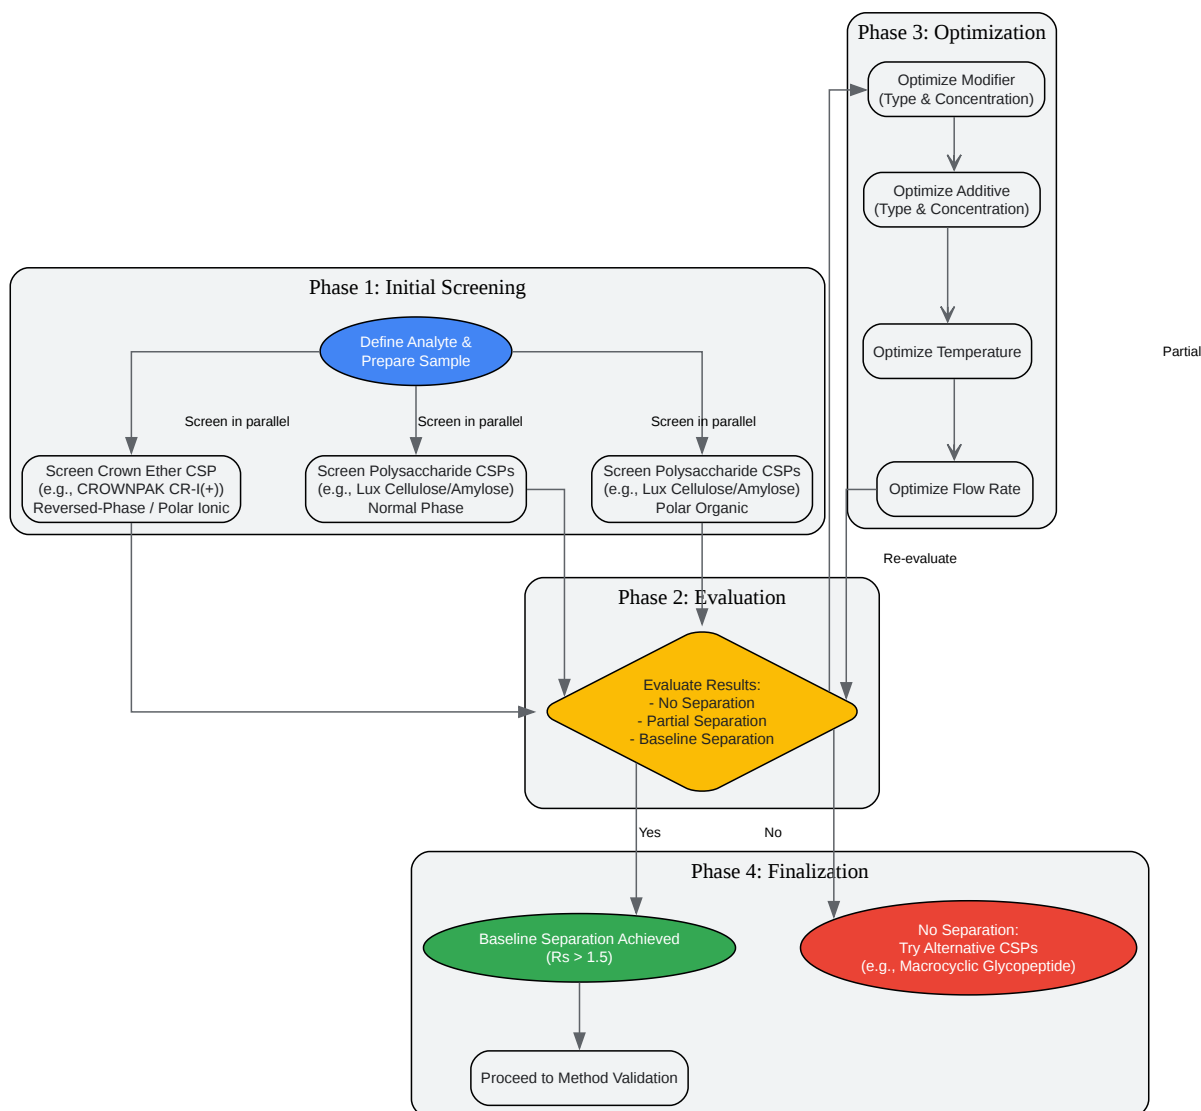 Phase 3: Optimization
Optimize Modifier
(Type & Concentration)
Optimize Additive
(Type & Concentration)
Optimize Temperature
Partial
Optimize Flow Rate
Re-evaluate
Phase 1: Initial Screening
Define Analyte &
Prepare Sample
Screen in parallel
Screen in parallel
Screen in parallel
Screen Crown Ether CSP
(e.g., CROWNPAK CR-I(+))
Reversed-Phase / Polar Ionic
Screen Polysaccharide CSPs
(e.g., Lux Cellulose/Amylose)
Normal Phase
Screen Polysaccharide CSPs
(e.g., Lux Cellulose/Amylose)
Polar Organic
Phase 2: Evaluation
Evaluate Results:
- No Separation
- Partial Separation
- Baseline Separation
Yes
No
Phase 4: Finalization
Baseline Separation Achieved
(Rs > 1.5)
No Separation:
Try Alternative CSPs
(e.g., Macrocyclic Glycopeptide)
Proceed to Method Validation